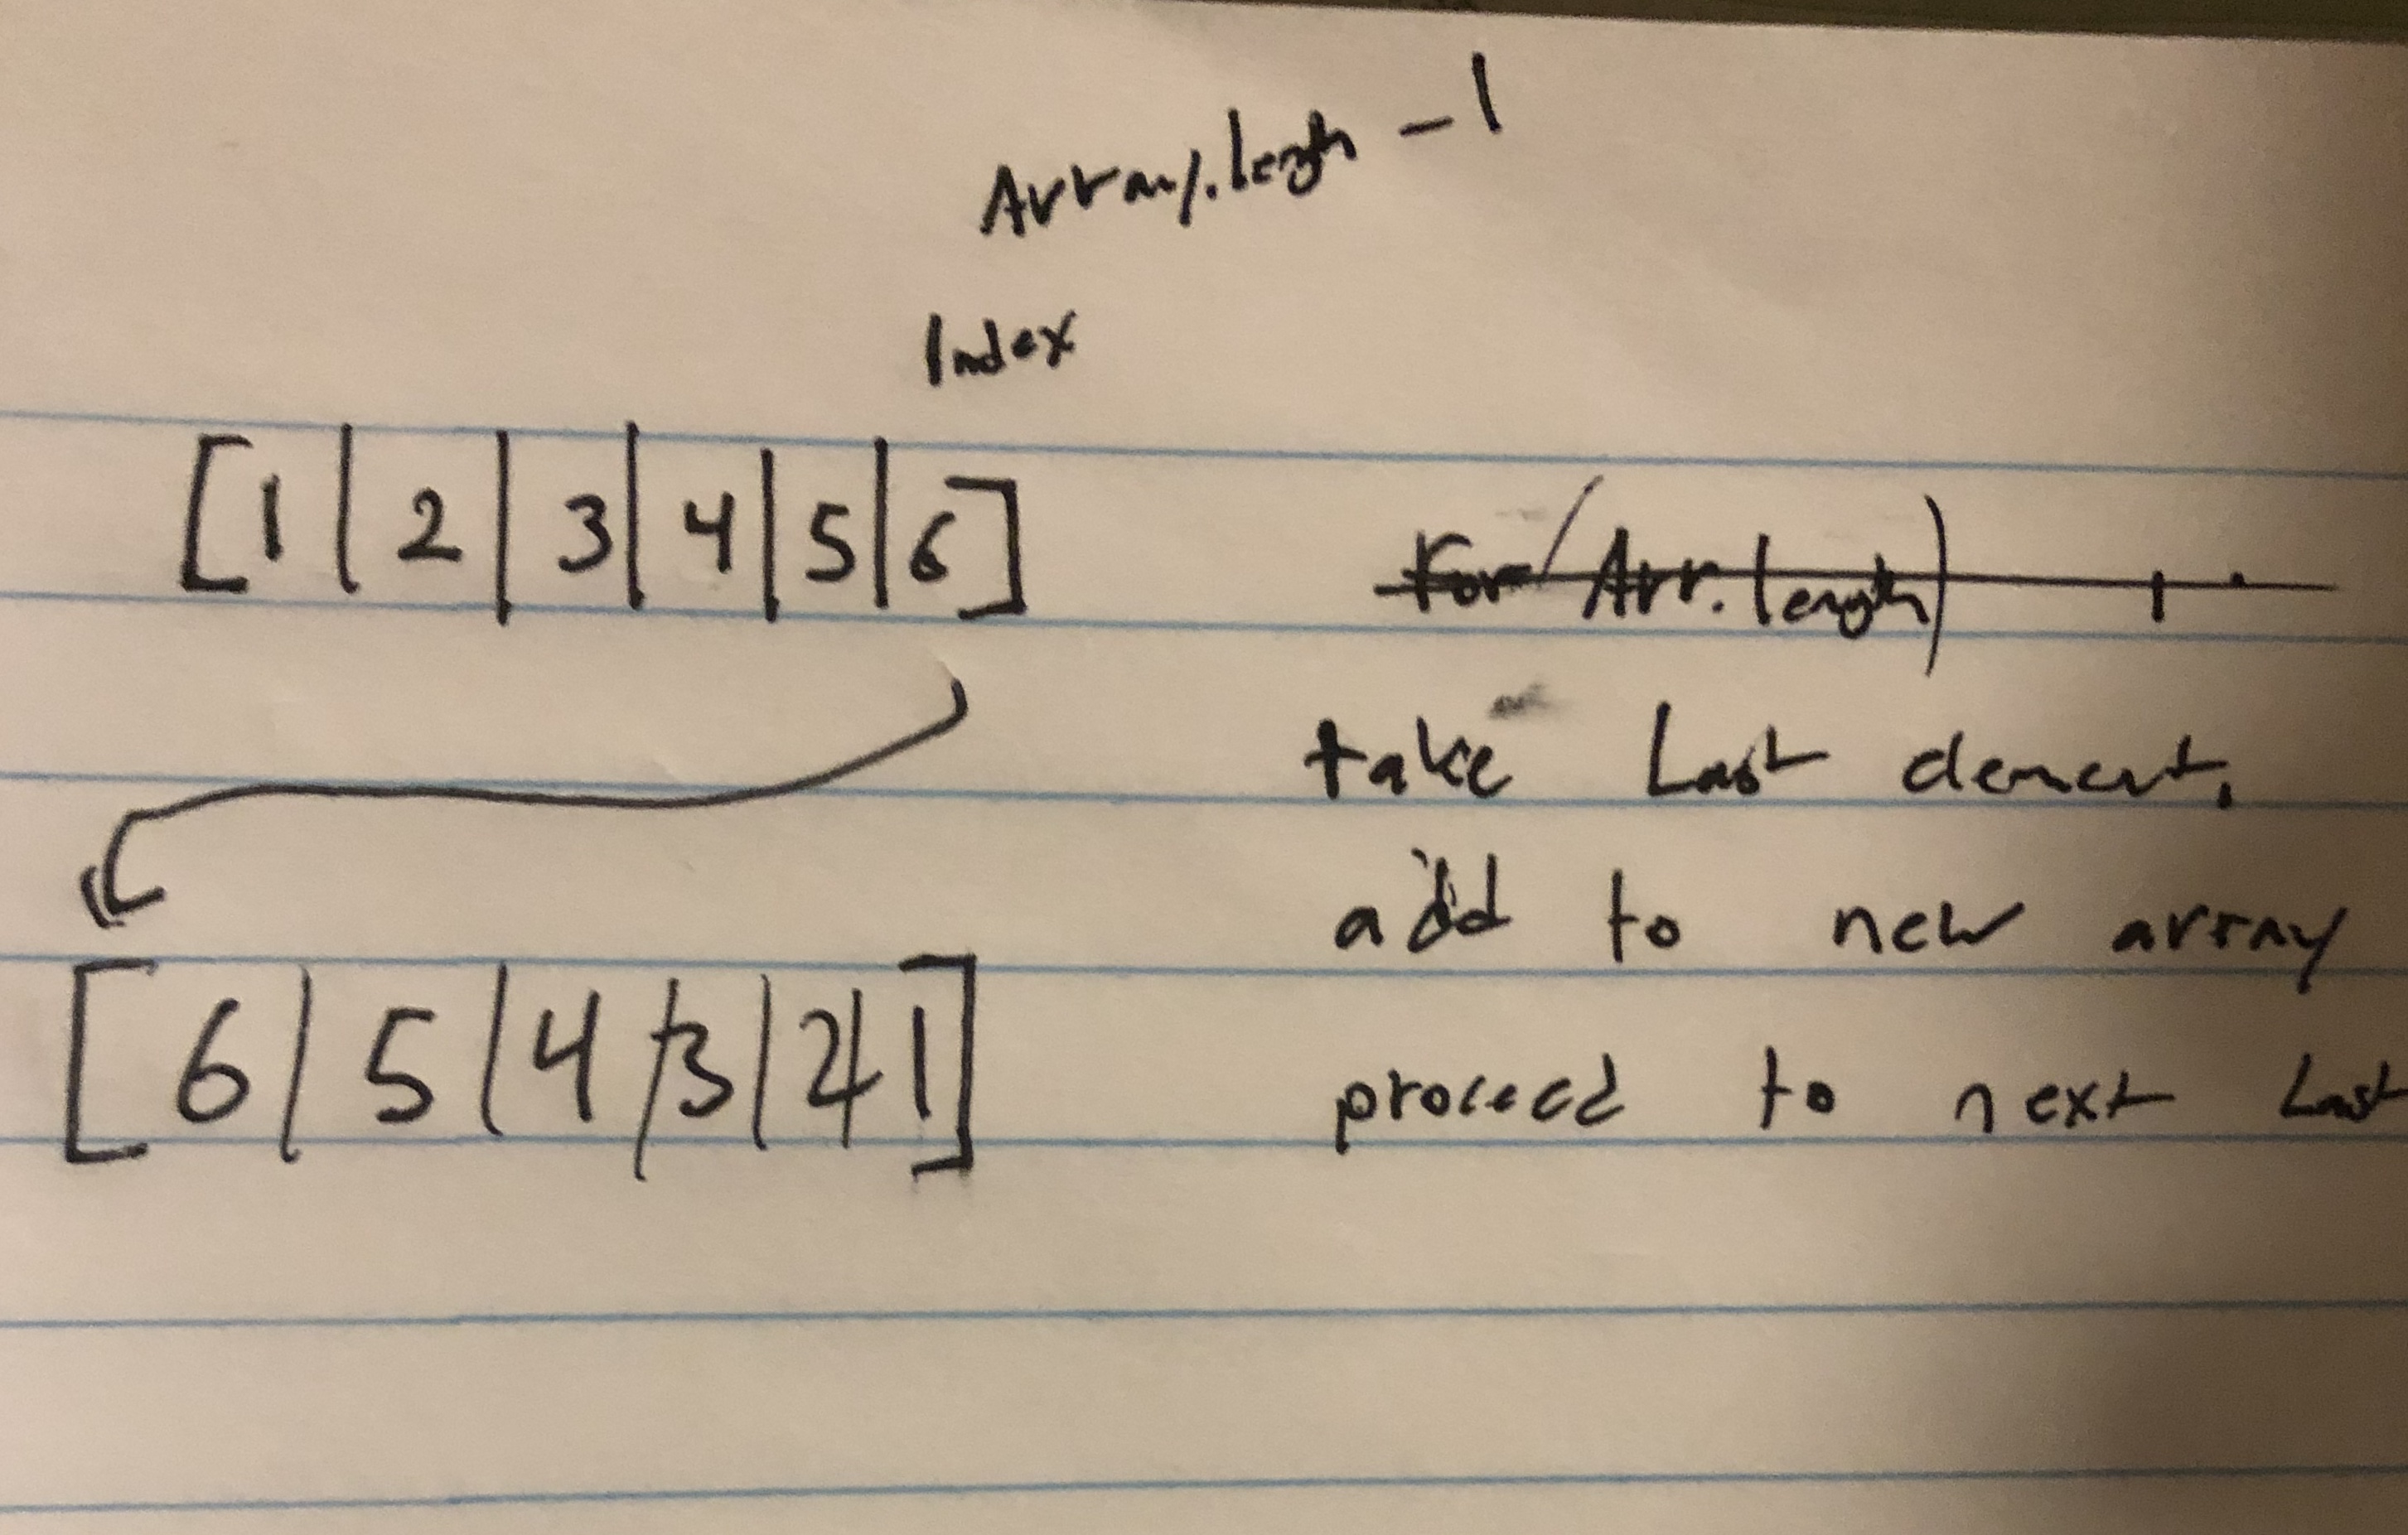 Array.length - 1
Index
[1|2|3|4|5|6]
For (Arr.length)
take Last element.
add to new array
proceed to next Last
[6|5|4|3|2|1]